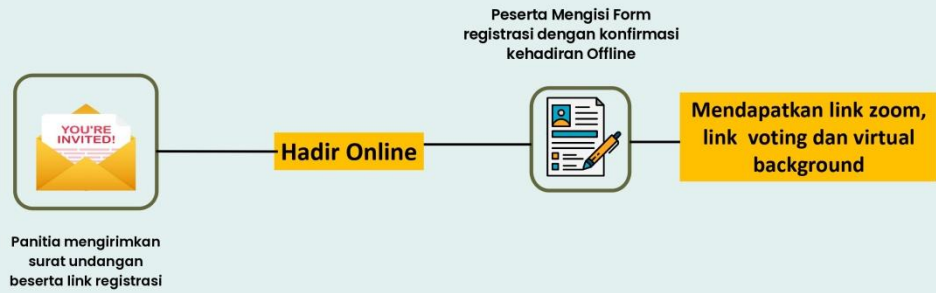 YOU'RE
INVITED!
Panitia mengirimkan
surat undangan
beserta link registrasi
Hadir Online
Peserta Mengisi Form
registrasi dengan konfirmasi
kehadiran Offline
Mendapatkan link zoom,
link voting dan virtual
background